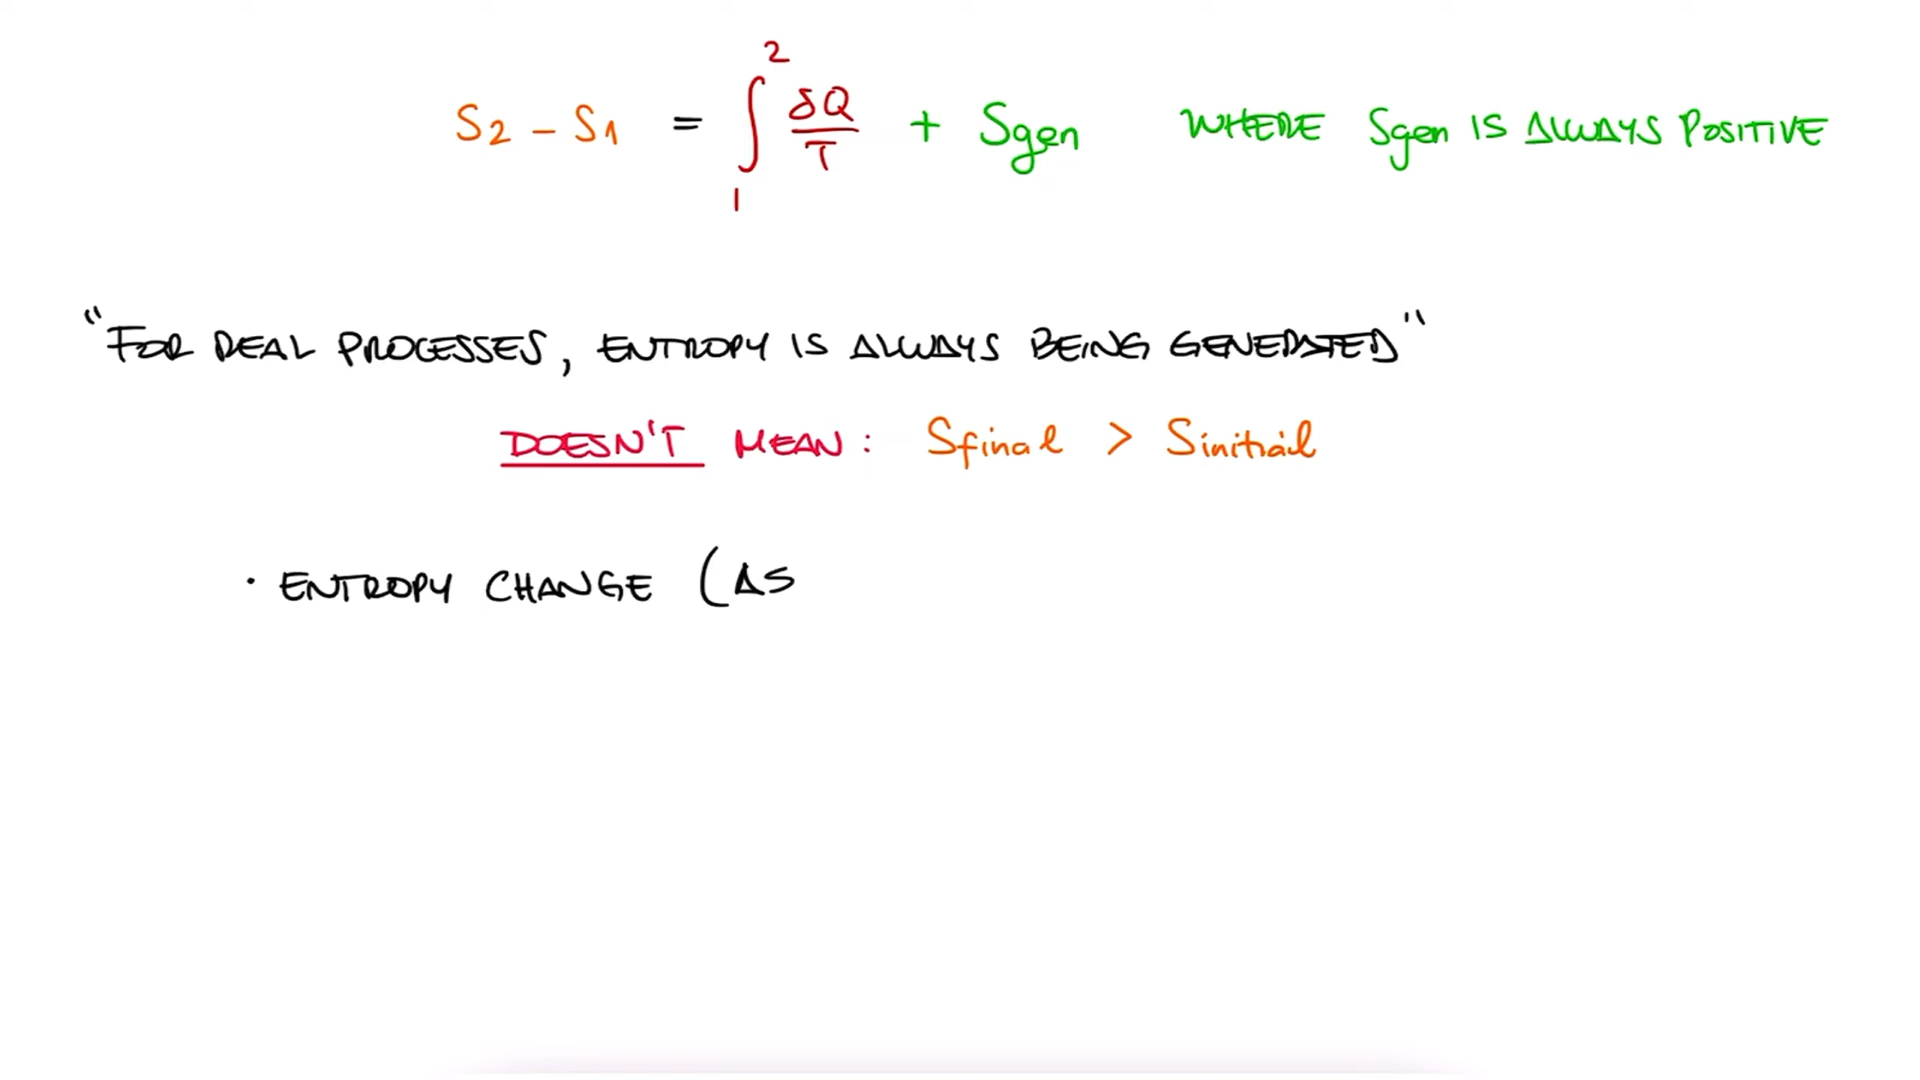 S2 - S1 = ∫₁² δQ/T + Sgen WHERE Sgen IS ALWAYS POSITIVE
"FOR REAL PROCESSES, ENTROPY IS ALWAYS BEING GENERATED"
DOESN'T MEAN: Sfinal > Sinitial
• ENTROPY CHANGE (ΔS